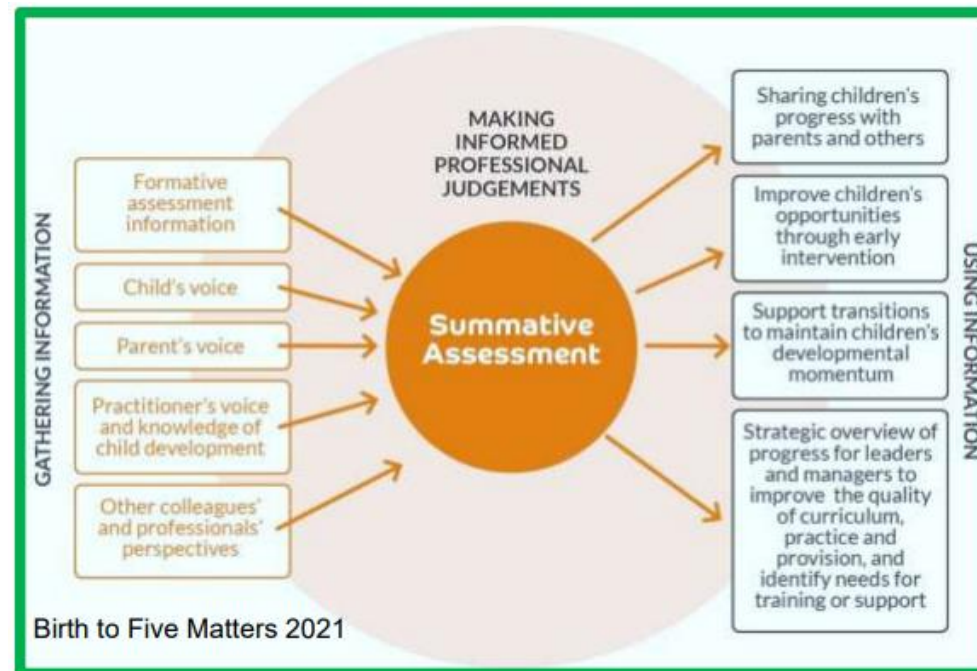 GATHERING INFORMATION
Formative
assessment
information
Child's voice
Parent's voice
Practitioner's voice
and knowledge of
child development
Other colleagues'
and professionals'
perspectives
MAKING
INFORMED
PROFESSIONAL
JUDGEMENTS
Summative
Assessment
Sharing children's
progress with
parents and others
Improve children's
opportunities
through early
intervention
Support transitions
to maintain children's
developmental
momentum
Strategic overview of
progress for leaders
and managers to
improve the quality
of curriculum,
practice and
provision, and
identify needs for
training or support
USING INFORMATION
Birth to Five Matters 2021